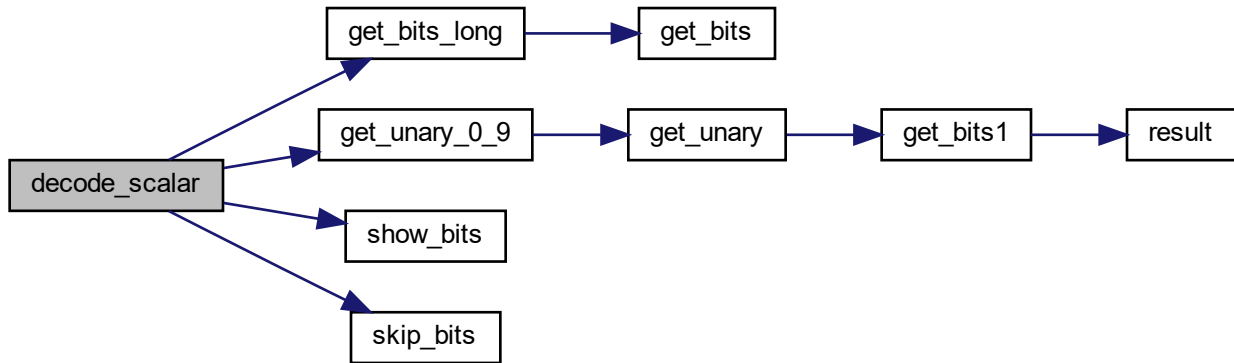 get_bits_long
get_bits
get_unary_0_9
get_unary
get_bits1
result
decode_scalar
show_bits
skip_bits